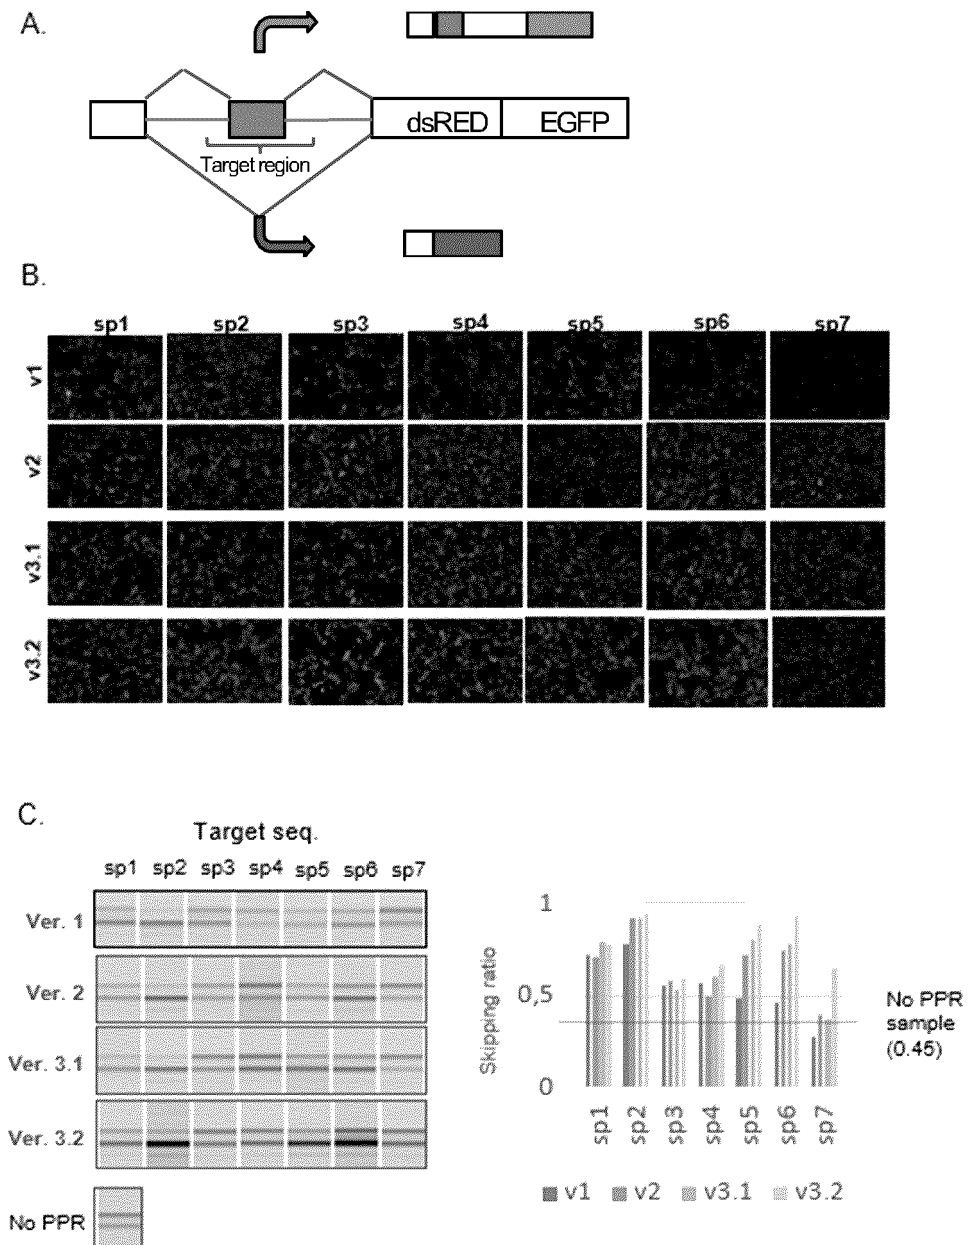 A.
dsRED EGFP
Target region
B.
sp1 sp2 sp3 sp4 sp5 sp6 sp7
v1
v2
v3.1
v3.2
C.
Target seq.
sp1 sp2 sp3 sp4 sp5 sp6 sp7
Ver. 1
Ver. 2
Ver. 3.1
Ver. 3.2
No PPR
Skipping ratio
1
0,5
0
No PPR
sample
(0.45)
sp1 sp2 sp3 sp4 sp5 sp6 sp7
v1 v2 v3.1 v3.2